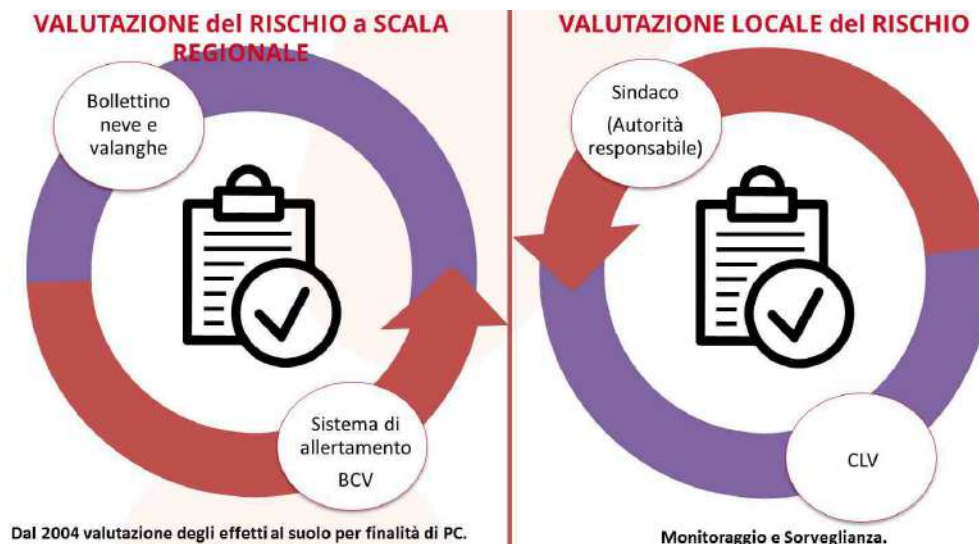 VALUTAZIONE del RISCHIO a SCALA
REGIONALE
Bollettino
neve e
valanghe
Sistema di
allertamento
BCV
Dal 2004 valutazione degli effetti al suolo per finalità di PC.
VALUTAZIONE LOCALE del RISCHIO
Sindaco
(Autorità
responsabile)
CLV
Monitoraggio e Sorveglianza.